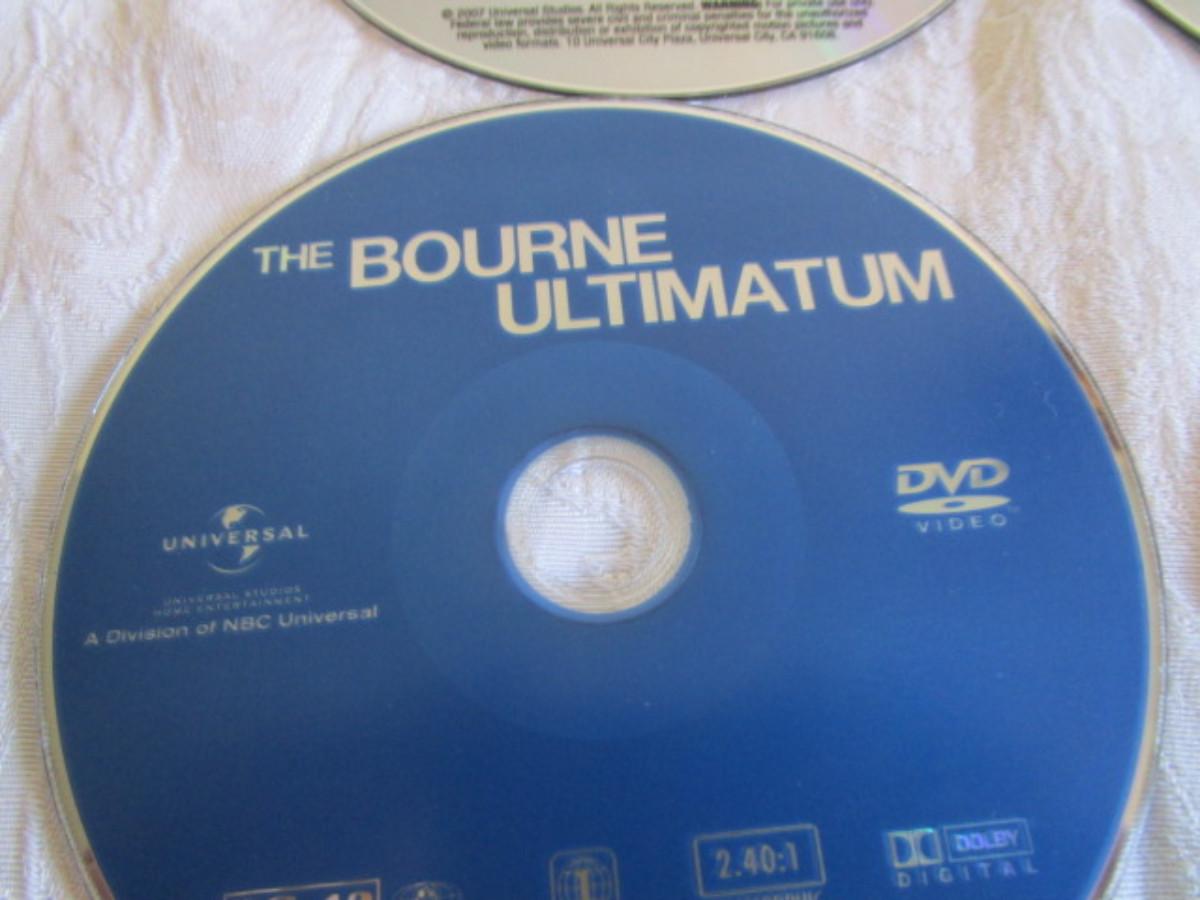 © 2007 Universal Studios. All Rights Reserved. WARNING: For private use only.
Federal law provides severe civil and criminal penalties for the unauthorized
reproduction, distribution or exhibition of copyrighted motion pictures and
video formats. 10 Universal City Plaza, Universal City, CA 91608.
THE BOURNE
ULTIMATUM
DVD
VIDEO
UNIVERSAL
UNIVERSAL STUDIOS
HOME ENTERTAINMENT
A Division of NBC Universal
1
2.40:1
DOLBY
DIGITAL